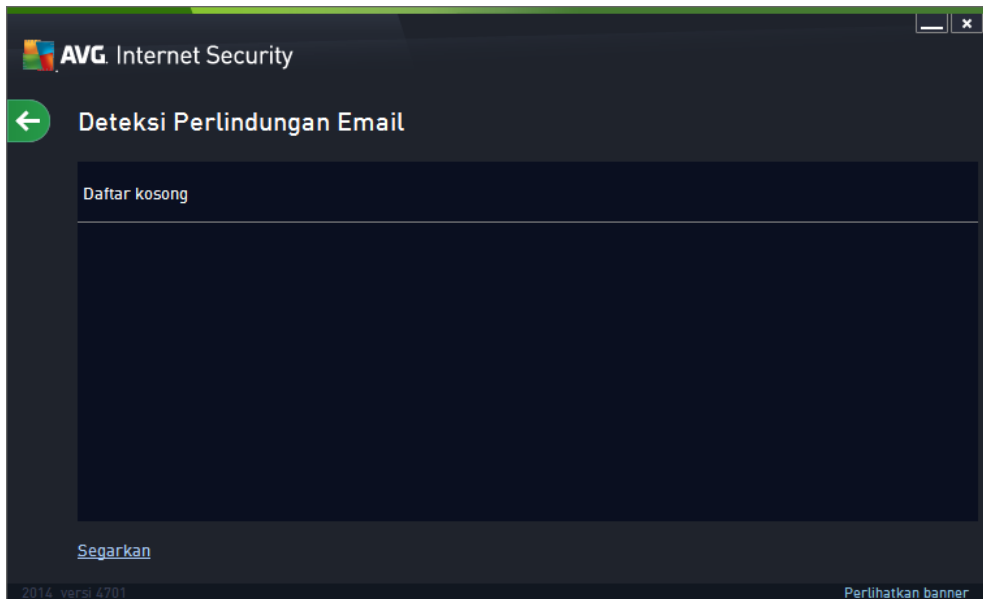 AVG. Internet Security
Deteksi Perlindungan Email
Daftar kosong
Segarkan
2014 versi 4701
Perlihatkan banner